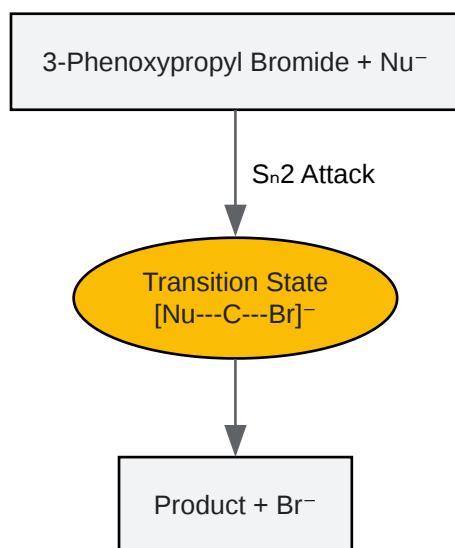 3-Phenoxypropyl Bromide + Nu⁻
Sₙ2 Attack
Transition State
[Nu---C---Br]⁻
Product + Br⁻